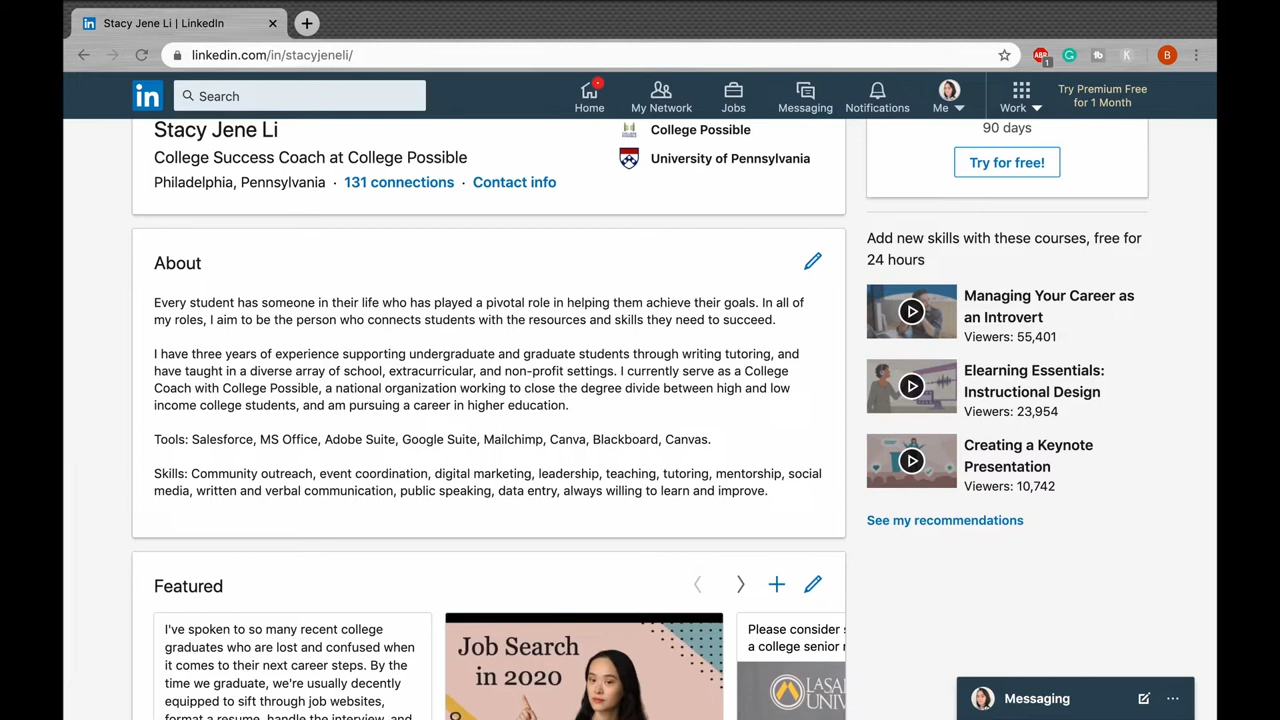 Stacy Jene Li | LinkedIn
linkedin.com/in/stacyjeneli/
ABP
1
B
in
Search
Home
My Network
Jobs
Messaging
Notifications
Me
Work
Try Premium Free
for 1 Month
Stacy Jene Li
College Success Coach at College Possible
Philadelphia, Pennsylvania · 131 connections · Contact info
College Possible
University of Pennsylvania
90 days
Try for free!
About
Every student has someone in their life who has played a pivotal role in helping them achieve their goals. In all of
my roles, I aim to be the person who connects students with the resources and skills they need to succeed.
I have three years of experience supporting undergraduate and graduate students through writing tutoring, and
have taught in a diverse array of school, extracurricular, and non-profit settings. I currently serve as a College
Coach with College Possible, a national organization working to close the degree divide between high and low
income college students, and am pursuing a career in higher education.
Tools: Salesforce, MS Office, Adobe Suite, Google Suite, Mailchimp, Canva, Blackboard, Canvas.
Skills: Community outreach, event coordination, digital marketing, leadership, teaching, tutoring, mentorship, social
media, written and verbal communication, public speaking, data entry, always willing to learn and improve.
Add new skills with these courses, free for
24 hours
Managing Your Career as
an Introvert
Viewers: 55,401
Elearning Essentials:
Instructional Design
Viewers: 23,954
Creating a Keynote
Presentation
Viewers: 10,742
See my recommendations
Featured
I've spoken to so many recent college
graduates who are lost and confused when
it comes to their next career steps. By the
time we graduate, we're usually decently
equipped to sift through job websites,
format a resume, handle the interview, and
Job Search
in 2020
Please consider
a college senior
Messaging